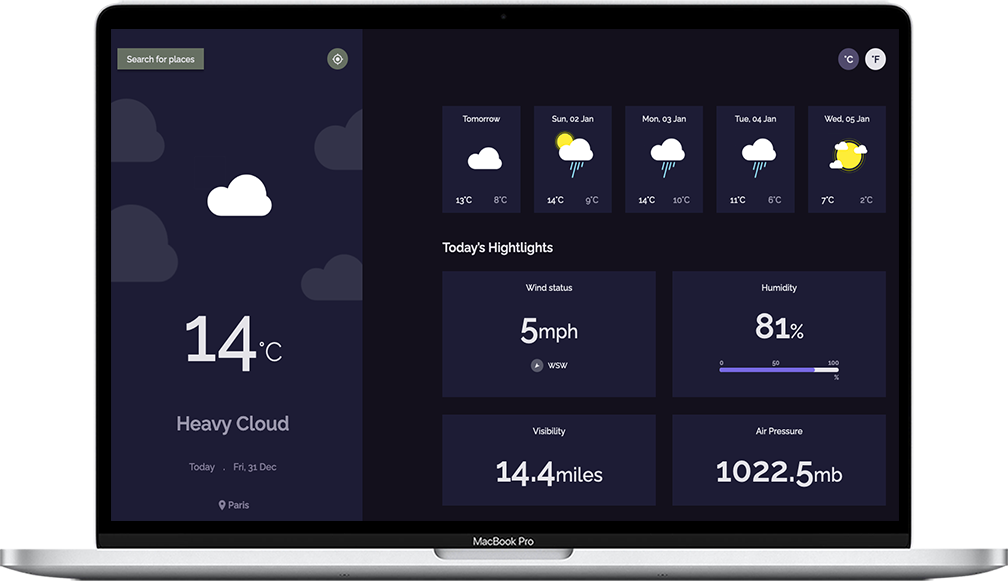 Search for places
°C
°F
Tomorrow
Sun, 02 Jan
Mon, 03 Jan
Tue, 04 Jan
Wed, 05 Jan
13°C 8°C
14°C 9°C
14°C 10°C
11°C 6°C
7°C 2°C
14°C
Heavy Cloud
Today . Fri, 31 Dec
Paris
Today's Hightlights
Wind status
5mph
WSW
Humidity
81%
0 50 100
%
Visibility
14.4miles
Air Pressure
1022.5mb
MacBook Pro